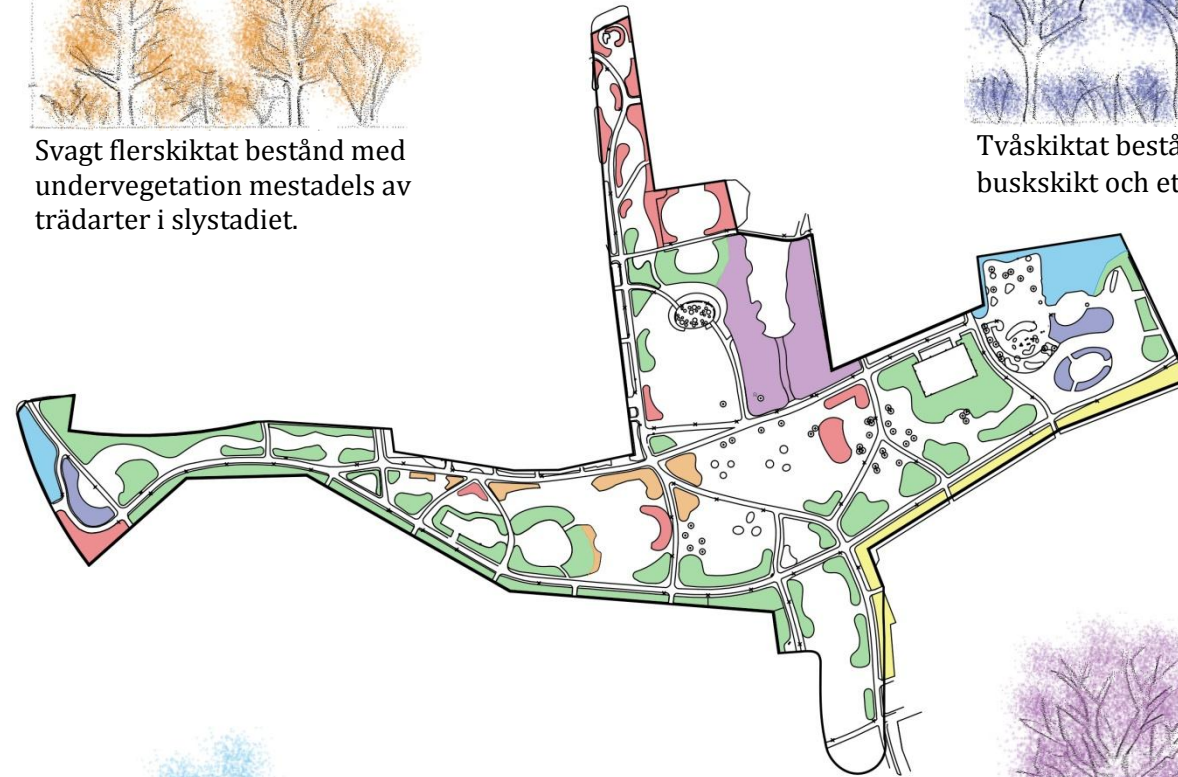 Svagt flerskiktat bestånd med
undervegetation mestadels av
trädarter i slystadiet.
Tvåskiktat bestå
buskskikt och et